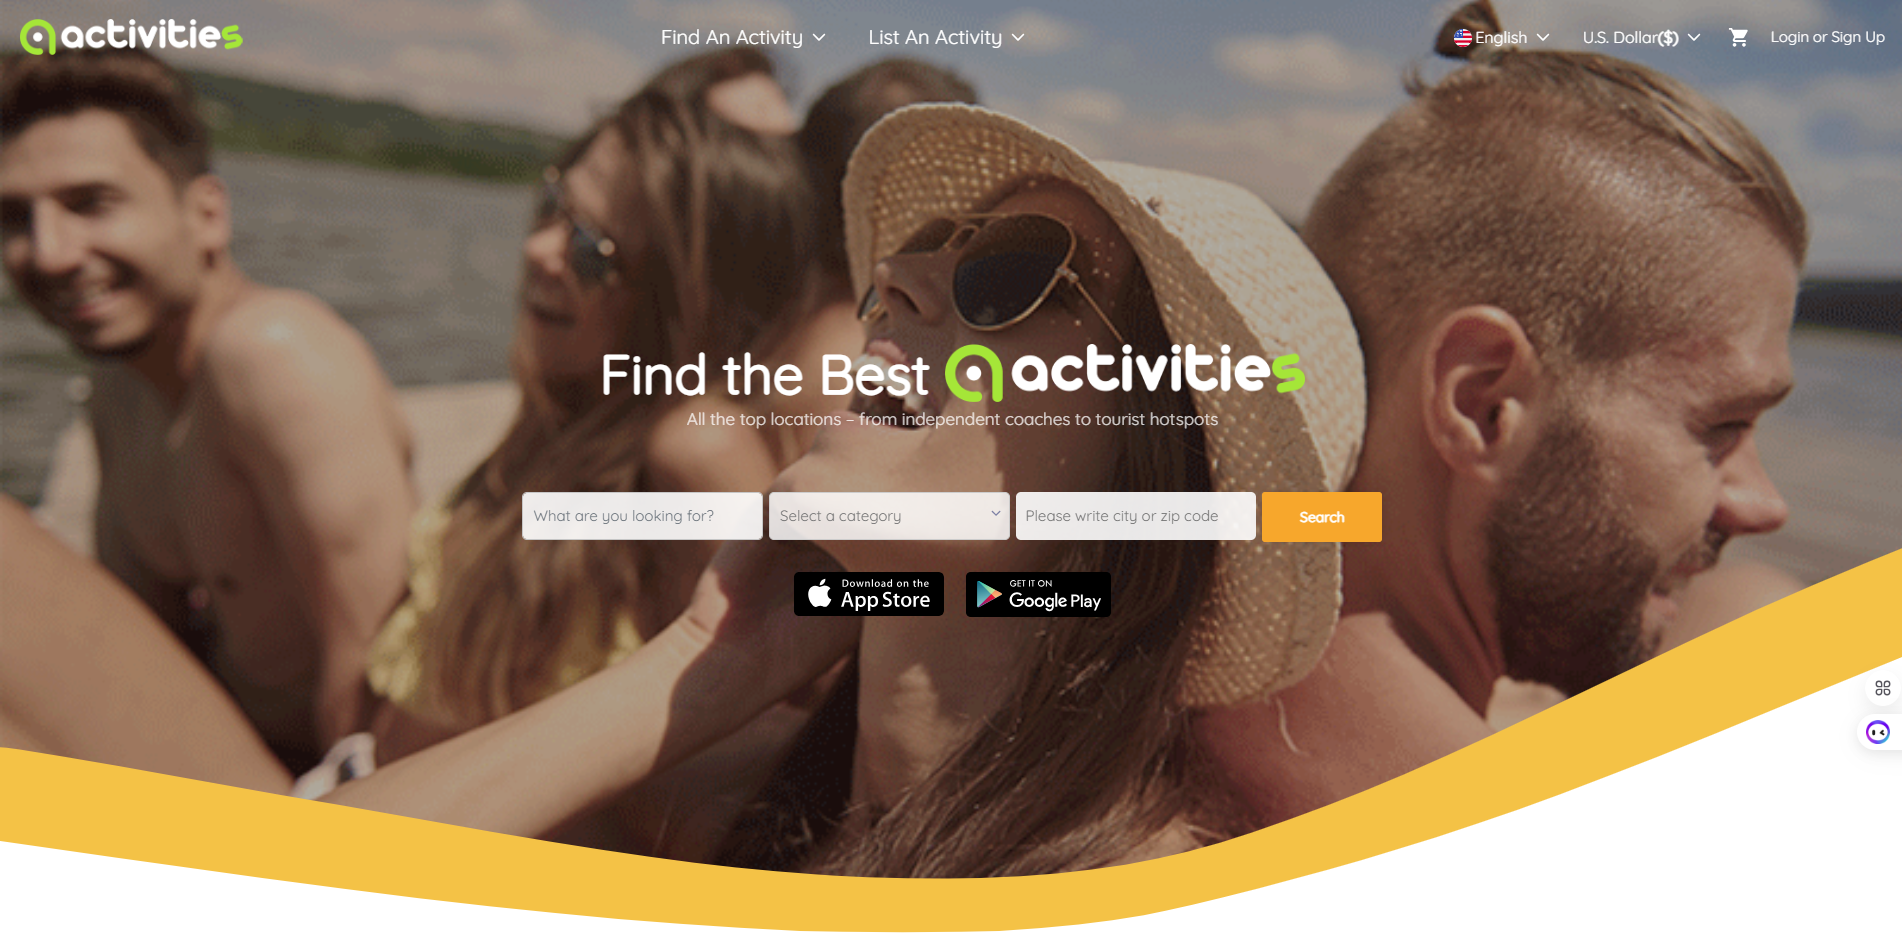 activities
Find An Activity
List An Activity
English
U.S. Dollar($)
Login or Sign Up
Find the Best activities
All the top locations – from independent coaches to tourist hotspots
What are you looking for?
Select a category
Please write city or zip code
Search
Download on the
App Store
GET IT ON
Google Play